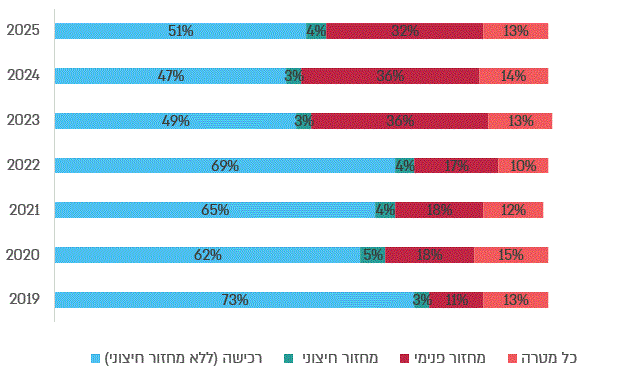 2025 51% 4% 32% 13%
2024 47% 3% 36% 14%
2023 49% 3% 36% 13%
2022 69% 4% 17% 10%
2021 65% 4% 18% 12%
2020 62% 5% 18% 15%
2019 73% 3% 11% 13%
כל מטרה מחזור פנימי מחזור חיצוני רכישה (ללא מחזור חיצוני)